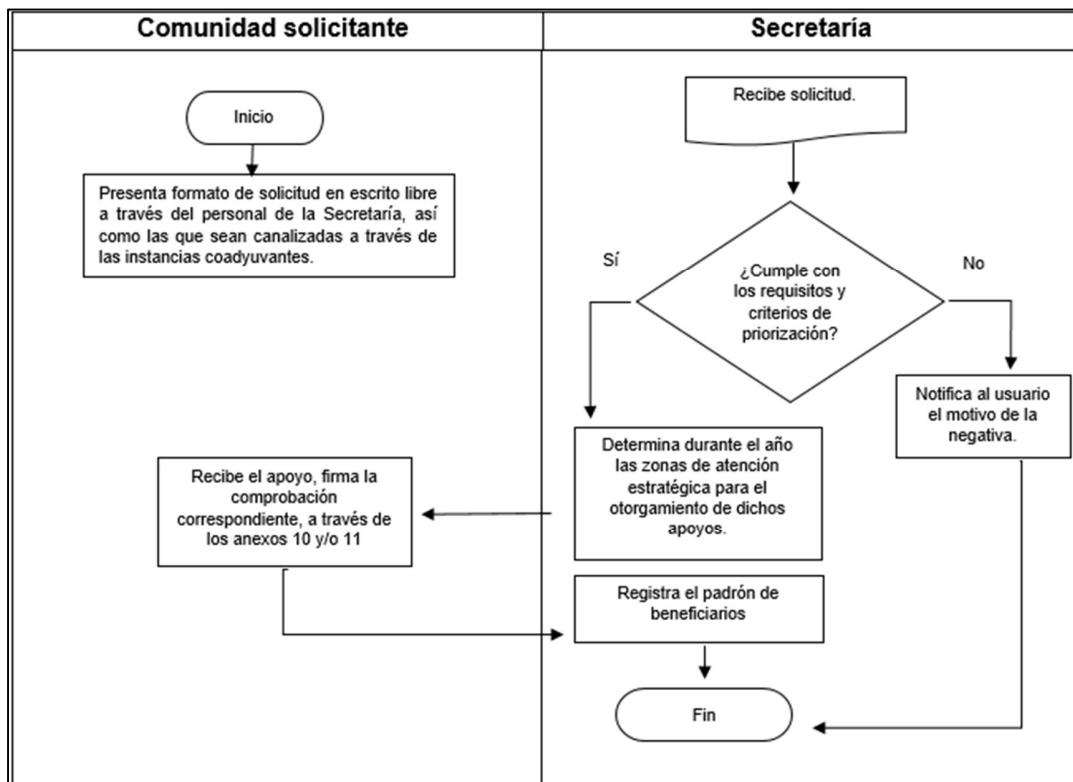 Comunidad solicitante
Secretaría
Inicio
Presenta formato de solicitud en escrito libre
a través del personal de la Secretaría, así
como las que sean canalizadas a través de
las instancias coadyuvantes.
Recibe solicitud.
¿Cumple con
los requisitos y
criterios de
priorización?
Sí
No
Notifica al usuario
el motivo de la
negativa.
Determina durante el año
las zonas de atención
estratégica para el
otorgamiento de dichos
apoyos.
Recibe el apoyo, firma la
comprobación
correspondiente, a través de
los anexos 10 y/o 11
Registra el padrón de
beneficiarios
Fin